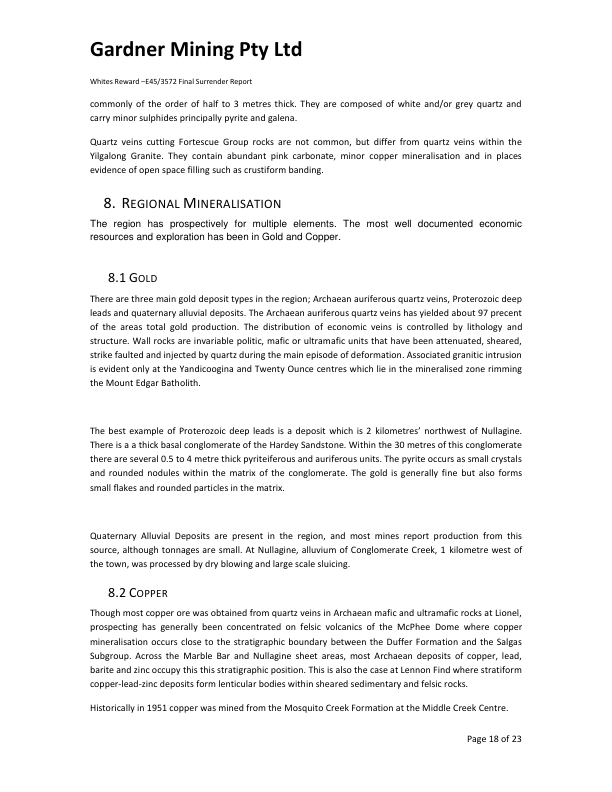 Gardner Mining Pty Ltd
Whites Reward –E45/3572 Final Surrender Report
commonly of the order of half to 3 metres thick. They are composed of white and/or grey quartz and
carry minor sulphides principally pyrite and galena.
Quartz veins cutting Fortescue Group rocks are not common, but differ from quartz veins within the
Yilgalong Granite. They contain abundant pink carbonate, minor copper mineralisation and in places
evidence of open space filling such as crustiform banding.
8. REGIONAL MINERALISATION
The region has prospectively for multiple elements. The most well documented economic
resources and exploration has been in Gold and Copper.
8.1 GOLD
There are three main gold deposit types in the region; Archaean auriferous quartz veins, Proterozoic deep
leads and quaternary alluvial deposits. The Archaean auriferous quartz veins has yielded about 97 precent
of the areas total gold production. The distribution of economic veins is controlled by lithology and
structure. Wall rocks are invariable politic, mafic or ultramafic units that have been attenuated, sheared,
strike faulted and injected by quartz during the main episode of deformation. Associated granitic intrusion
is evident only at the Yandicoogina and Twenty Ounce centres which lie in the mineralised zone rimming
the Mount Edgar Batholith.
The best example of Proterozoic deep leads is a deposit which is 2 kilometres’ northwest of Nullagine.
There is a a thick basal conglomerate of the Hardey Sandstone. Within the 30 metres of this conglomerate
there are several 0.5 to 4 metre thick pyriteiferous and auriferous units. The pyrite occurs as small crystals
and rounded nodules within the matrix of the conglomerate. The gold is generally fine but also forms
small flakes and rounded particles in the matrix.
Quaternary Alluvial Deposits are present in the region, and most mines report production from this
source, although tonnages are small. At Nullagine, alluvium of Conglomerate Creek, 1 kilometre west of
the town, was processed by dry blowing and large scale sluicing.
8.2 COPPER
Though most copper ore was obtained from quartz veins in Archaean mafic and ultramafic rocks at Lionel,
prospecting has generally been concentrated on felsic volcanics of the McPhee Dome where copper
mineralisation occurs close to the stratigraphic boundary between the Duffer Formation and the Salgas
Subgroup. Across the Marble Bar and Nullagine sheet areas, most Archaean deposits of copper, lead,
barite and zinc occupy this this stratigraphic position. This is also the case at Lennon Find where stratiform
copper-lead-zinc deposits form lenticular bodies within sheared sedimentary and felsic rocks.
Historically in 1951 copper was mined from the Mosquito Creek Formation at the Middle Creek Centre.
Page 18 of 23